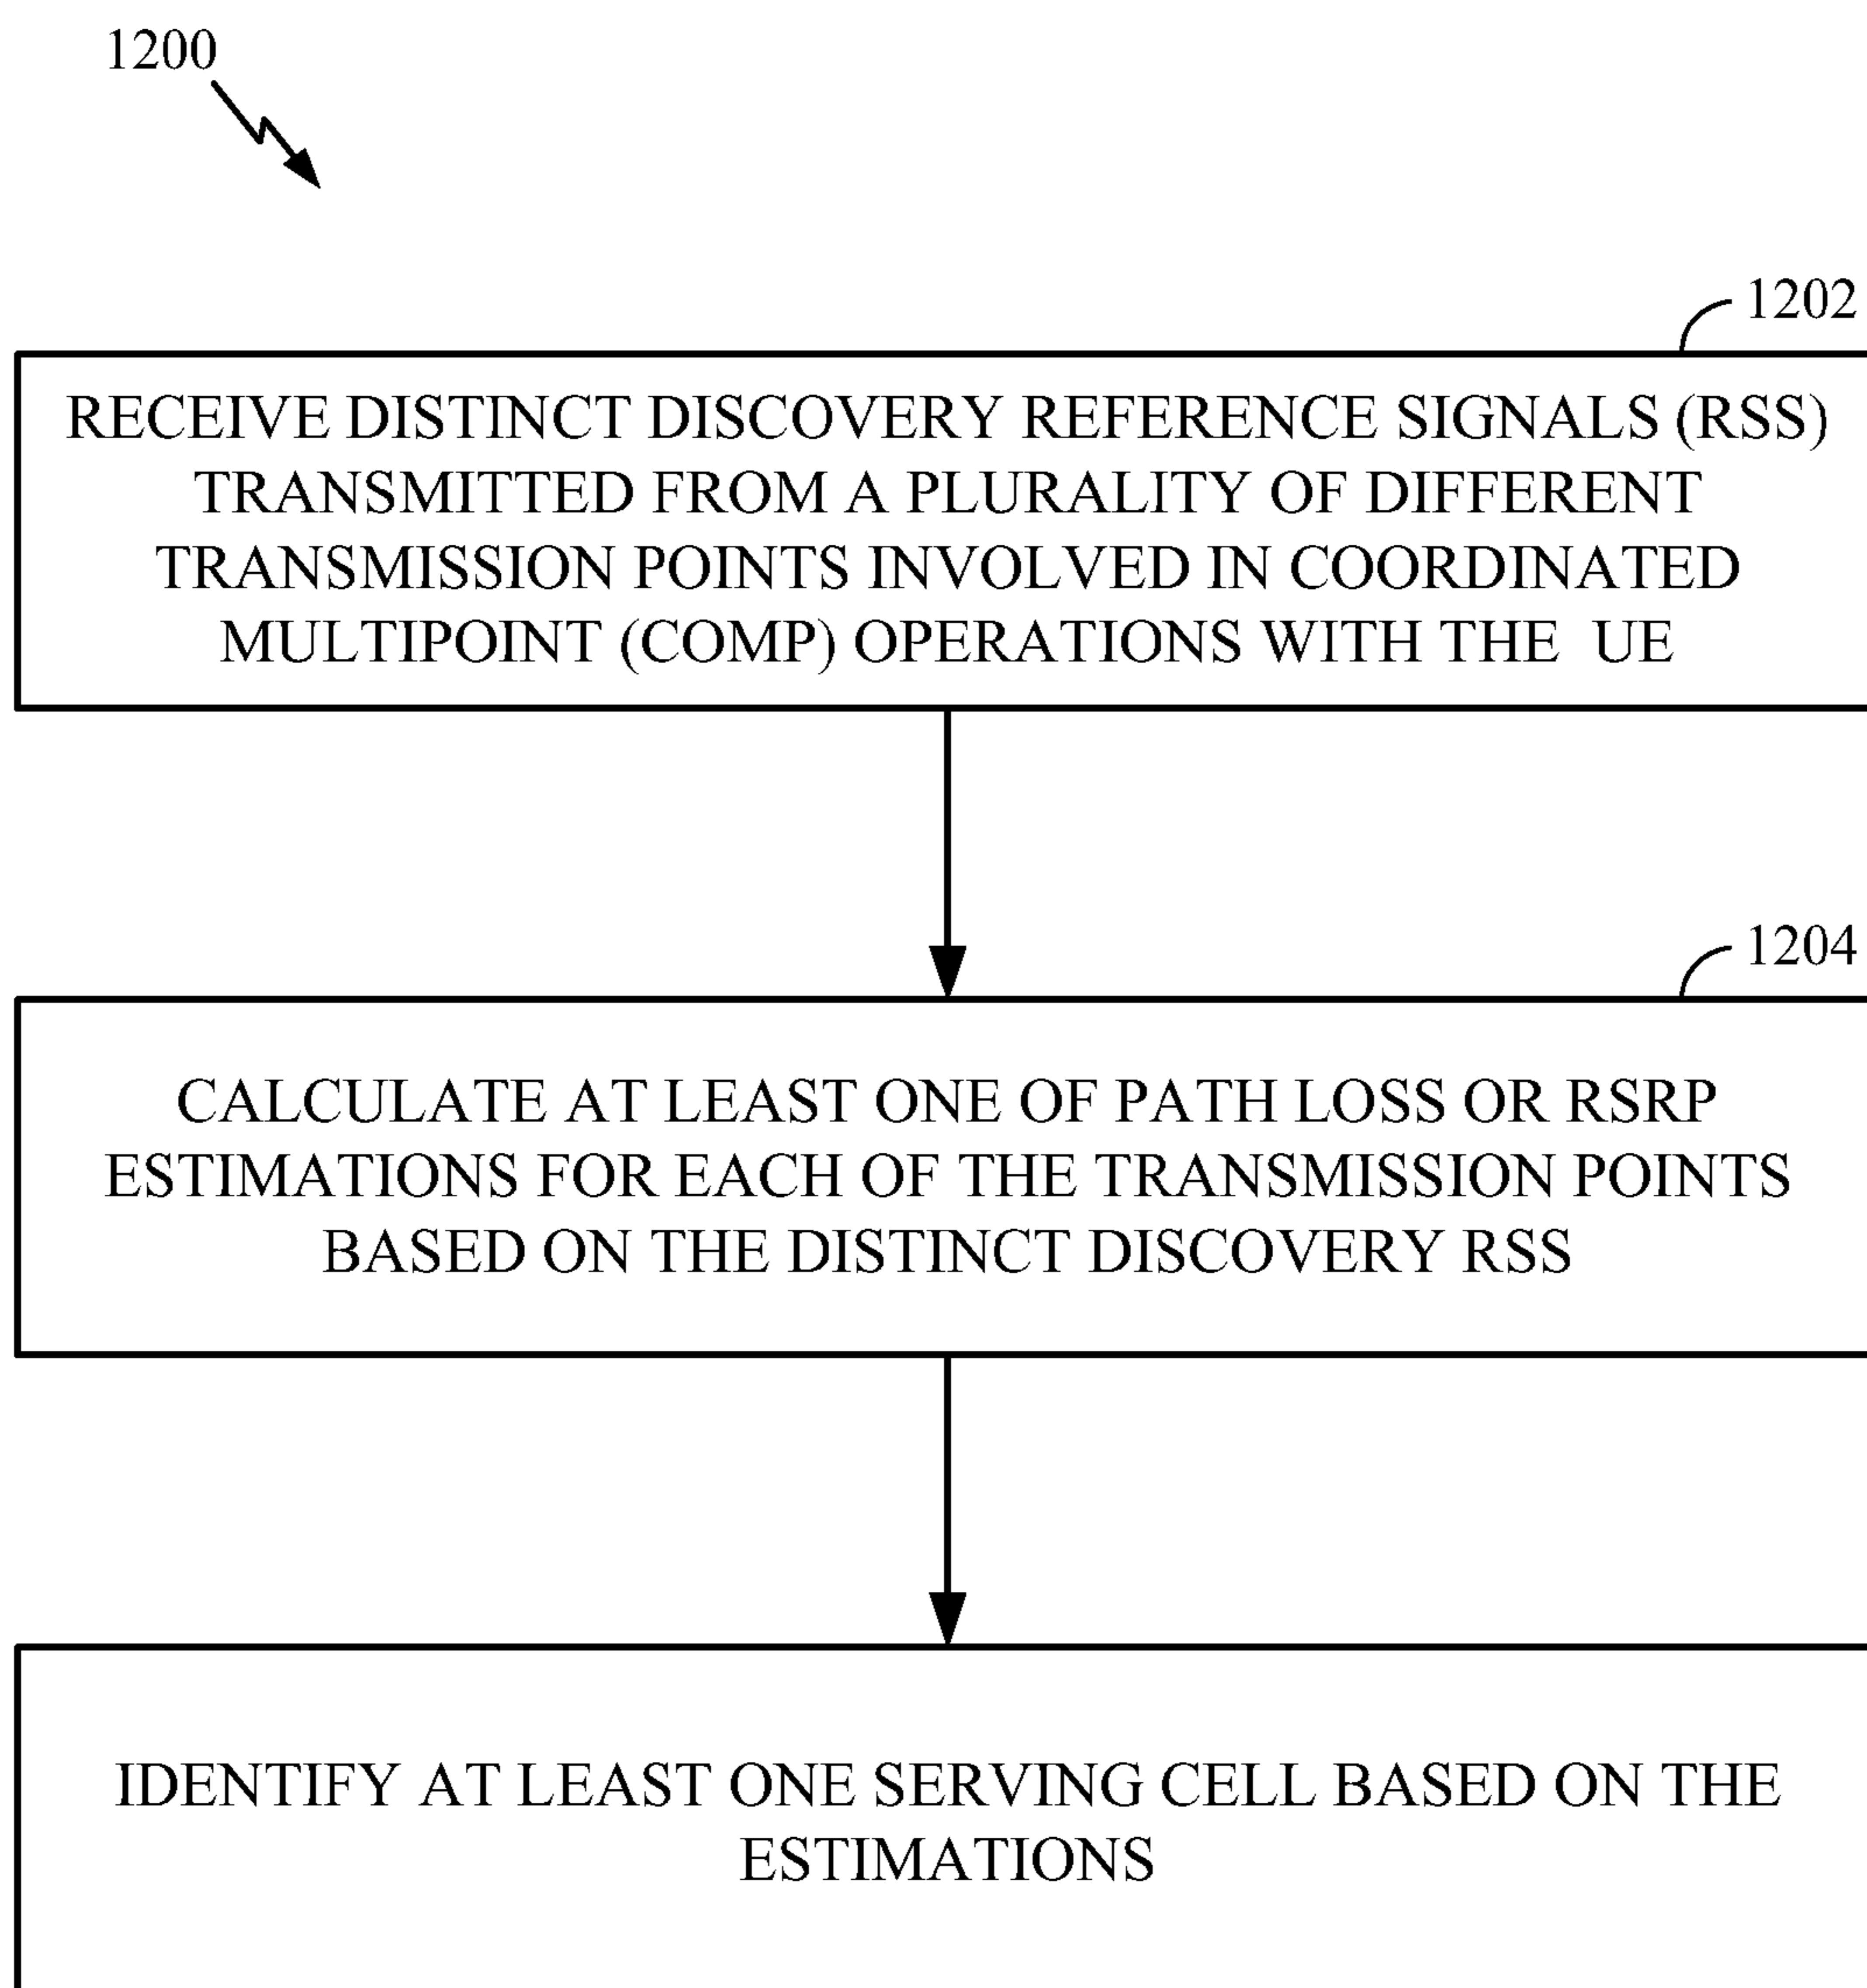 1200
1202
RECEIVE DISTINCT DISCOVERY REFERENCE SIGNALS (RSS)
TRANSMITTED FROM A PLURALITY OF DIFFERENT
TRANSMISSION POINTS INVOLVED IN COORDINATED
MULTIPOINT (COMP) OPERATIONS WITH THE UE
1204
CALCULATE AT LEAST ONE OF PATH LOSS OR RSRP
ESTIMATIONS FOR EACH OF THE TRANSMISSION POINTS
BASED ON THE DISTINCT DISCOVERY RSS
IDENTIFY AT LEAST ONE SERVING CELL BASED ON THE
ESTIMATIONS